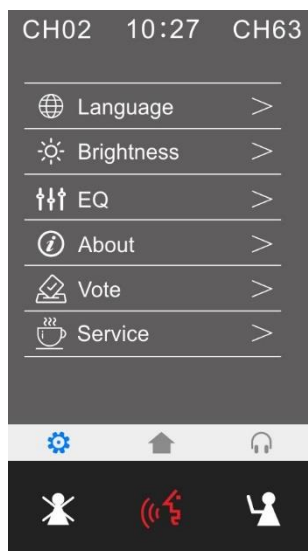 CH02 10:27 CH63
Language >
Brightness >
EQ >
About >
Vote >
Service >